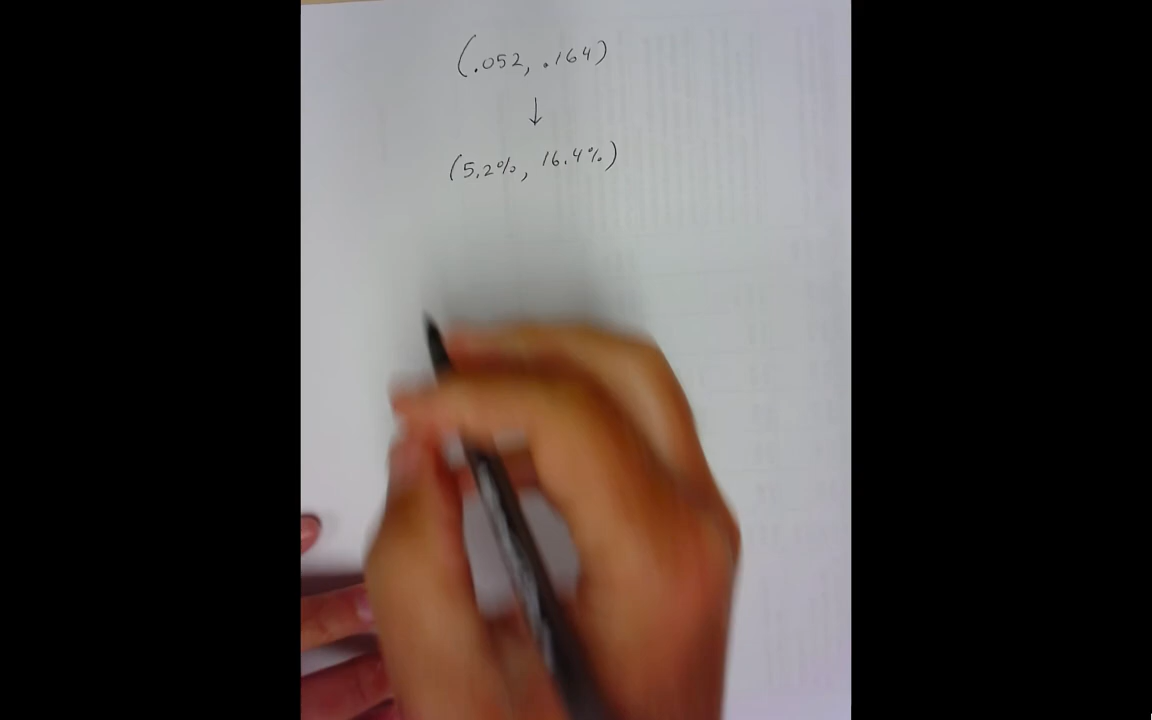 (.052, .164)
↓
(5.2%, 16.4%)